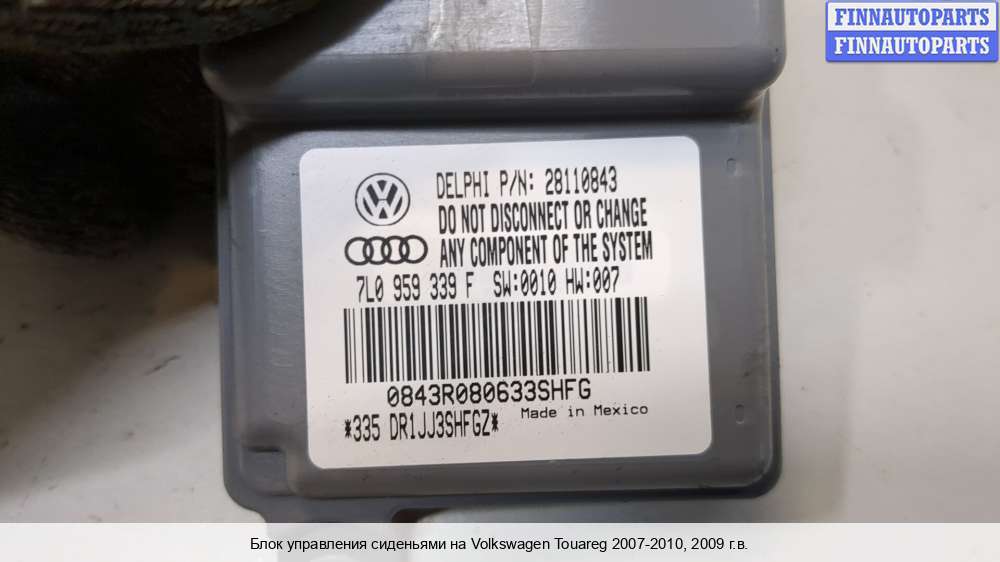 FINNAUTOPARTS
FINNAUTOPARTS
DELPHI P/N: 28110843
DO NOT DISCONNECT OR CHANGE
ANY COMPONENT OF THE SYSTEM
7L0 959 339 F SW:0010 HW:007
0843R080633SHFG
*335 DR1JJ3SHFGZ*
Made in Mexico
Блок управления сиденьями на Volkswagen Touareg 2007-2010, 2009 г.в.